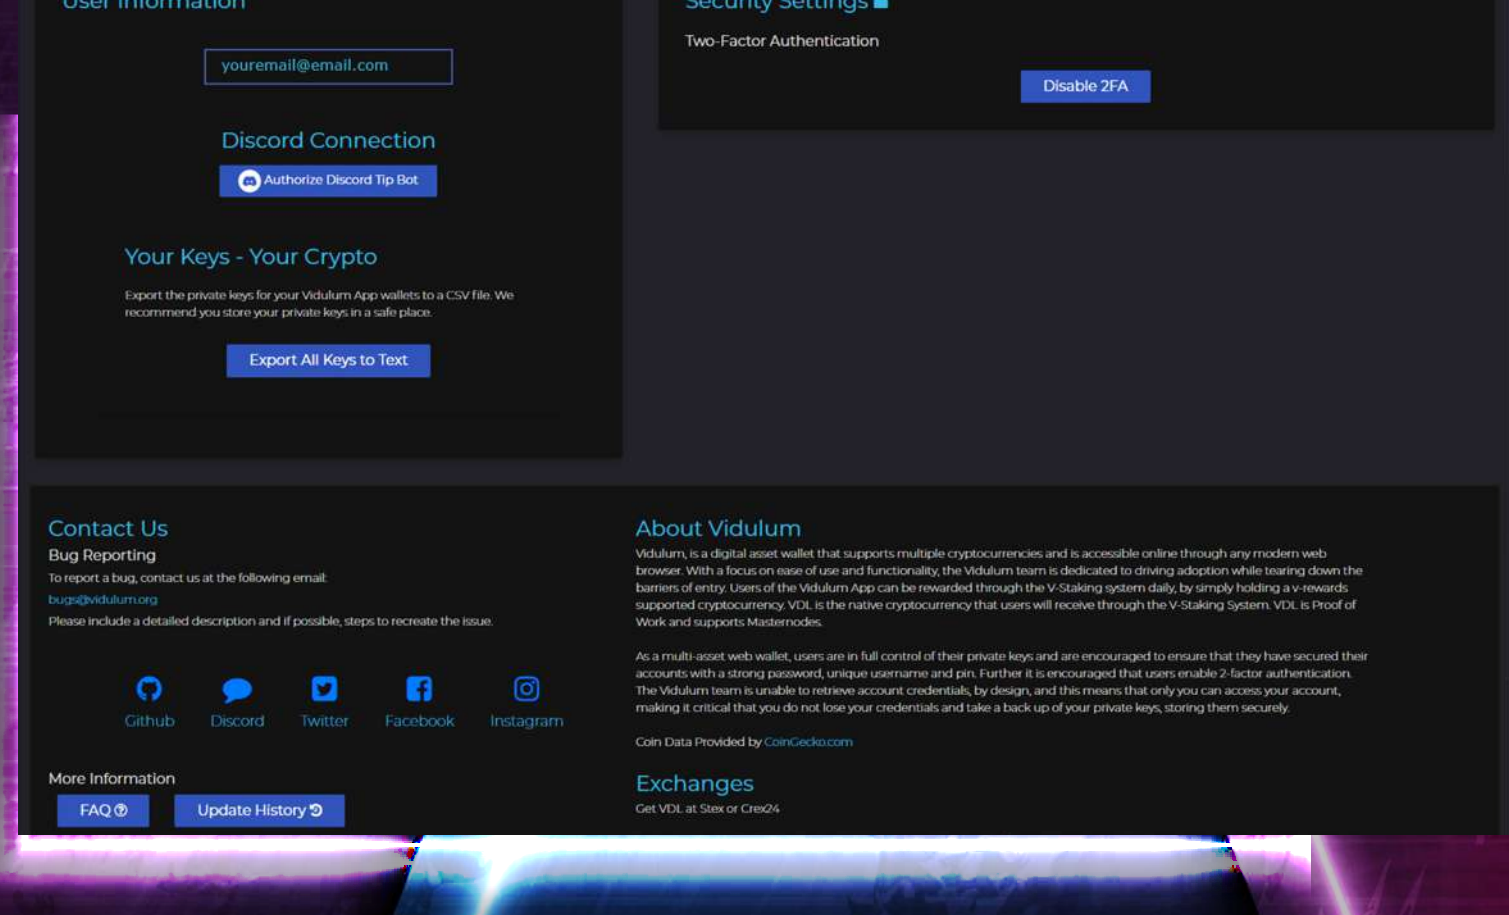 User Information
youremail@email.com
Discord Connection
Authorize Discord Tip Bot
Your Keys - Your Crypto
Export the private keys for your Vidulum App wallets to a CSV file. We
recommend you store your private keys in a safe place.
Export All Keys to Text
Security Settings
Two-Factor Authentication
Disable 2FA
Contact Us
Bug Reporting
To report a bug, contact us at the following email:
bugs@vidulum.org
Please include a detailed description and if possible, steps to recreate the issue.
Github Discord Twitter Facebook Instagram
More Information
FAQ Update History
About Vidulum
Vidulum, is a digital asset wallet that supports multiple cryptocurrencies and is accessible online through any modern web
browser. With a focus on ease of use and functionality, the Vidulum team is dedicated to driving adoption while tearing down the
barriers of entry. Users of the Vidulum App can be rewarded through the V-Staking system daily, by simply holding a v-rewards
supported cryptocurrency. VDL is the native cryptocurrency that users will receive through the V-Staking System. VDL is Proof of
Work and supports Masternodes.
As a multi-asset web wallet, users are in full control of their private keys and are encouraged to ensure that they have secured their
accounts with a strong password, unique username and pin. Further it is encouraged that users enable 2-factor authentication.
The Vidulum team is unable to retrieve account credentials, by design, and this means that only you can access your account,
making it critical that you do not lose your credentials and take a back up of your private keys, storing them securely.
Coin Data Provided by CoinGecko.com
Exchanges
Get VDL at Stex or Crex24